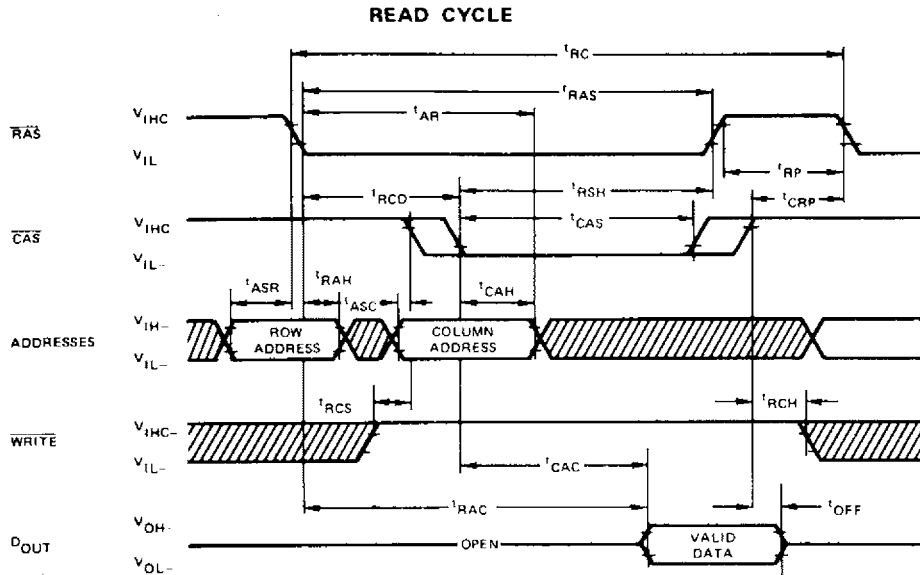 READ CYCLE
tRC
tRAS
tAR
RAS
VIHC
VIL
tRP
tRCD
tRSH
tCRP
tCAS
CAS
VIHC
VIL-
tASR
tRAH
tASC
tCAH
ADDRESSES
VIH-
VIL-
ROW
ADDRESS
COLUMN
ADDRESS
tRCS
tRCH
WRITE
VIHC-
VIL-
tCAC
tRAC
tOFF
DOUT
VOH-
VOL-
OPEN
VALID
DATA